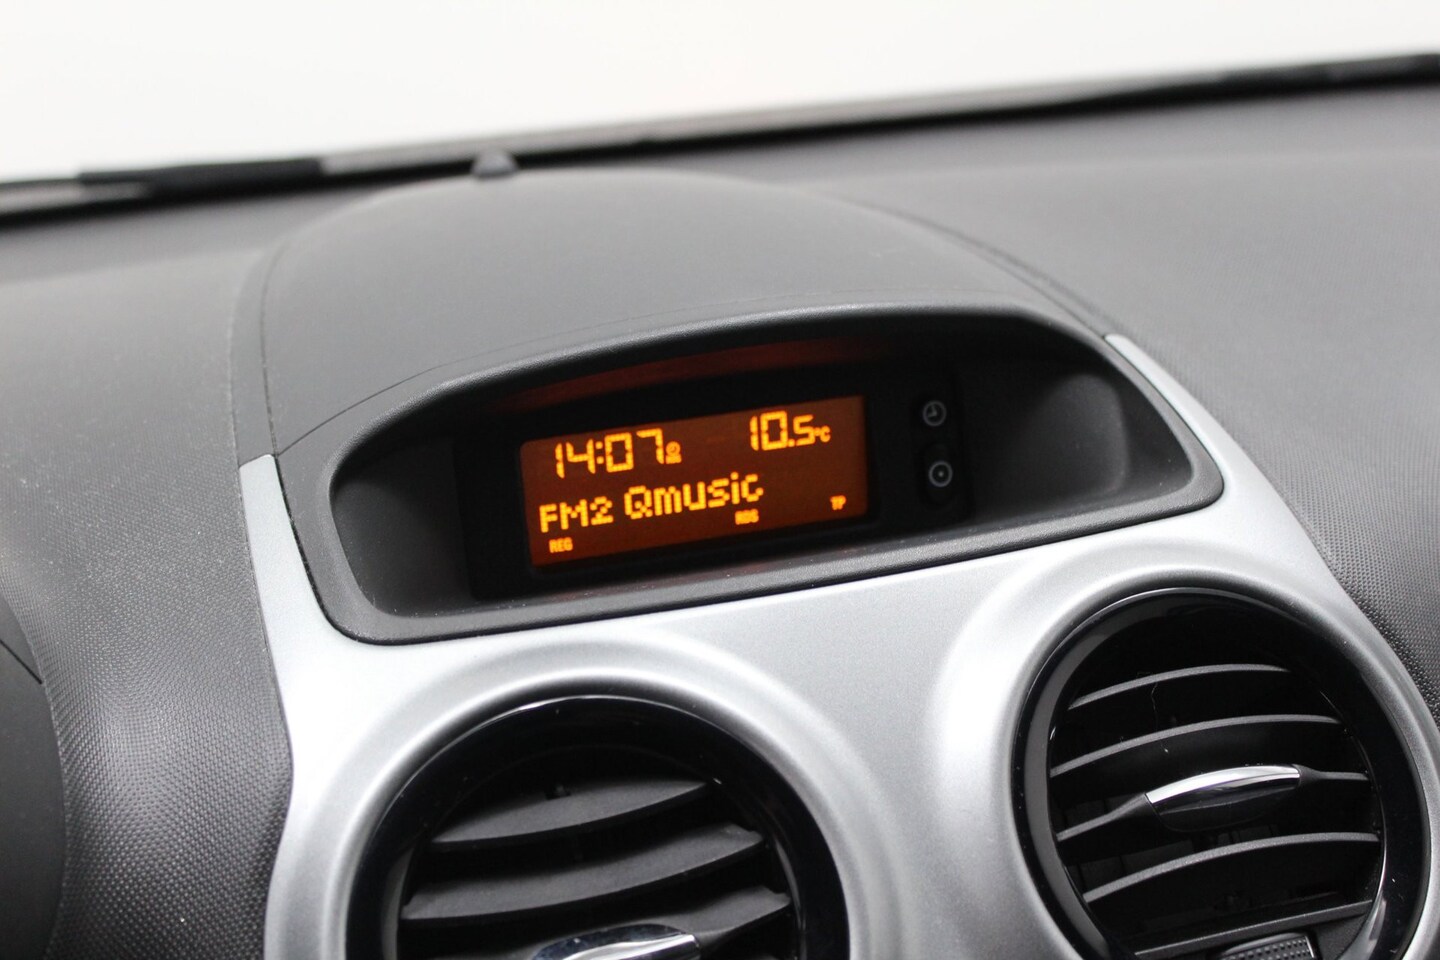 14:07 10.5°C
FM2 Qmusic
REG RDS TP